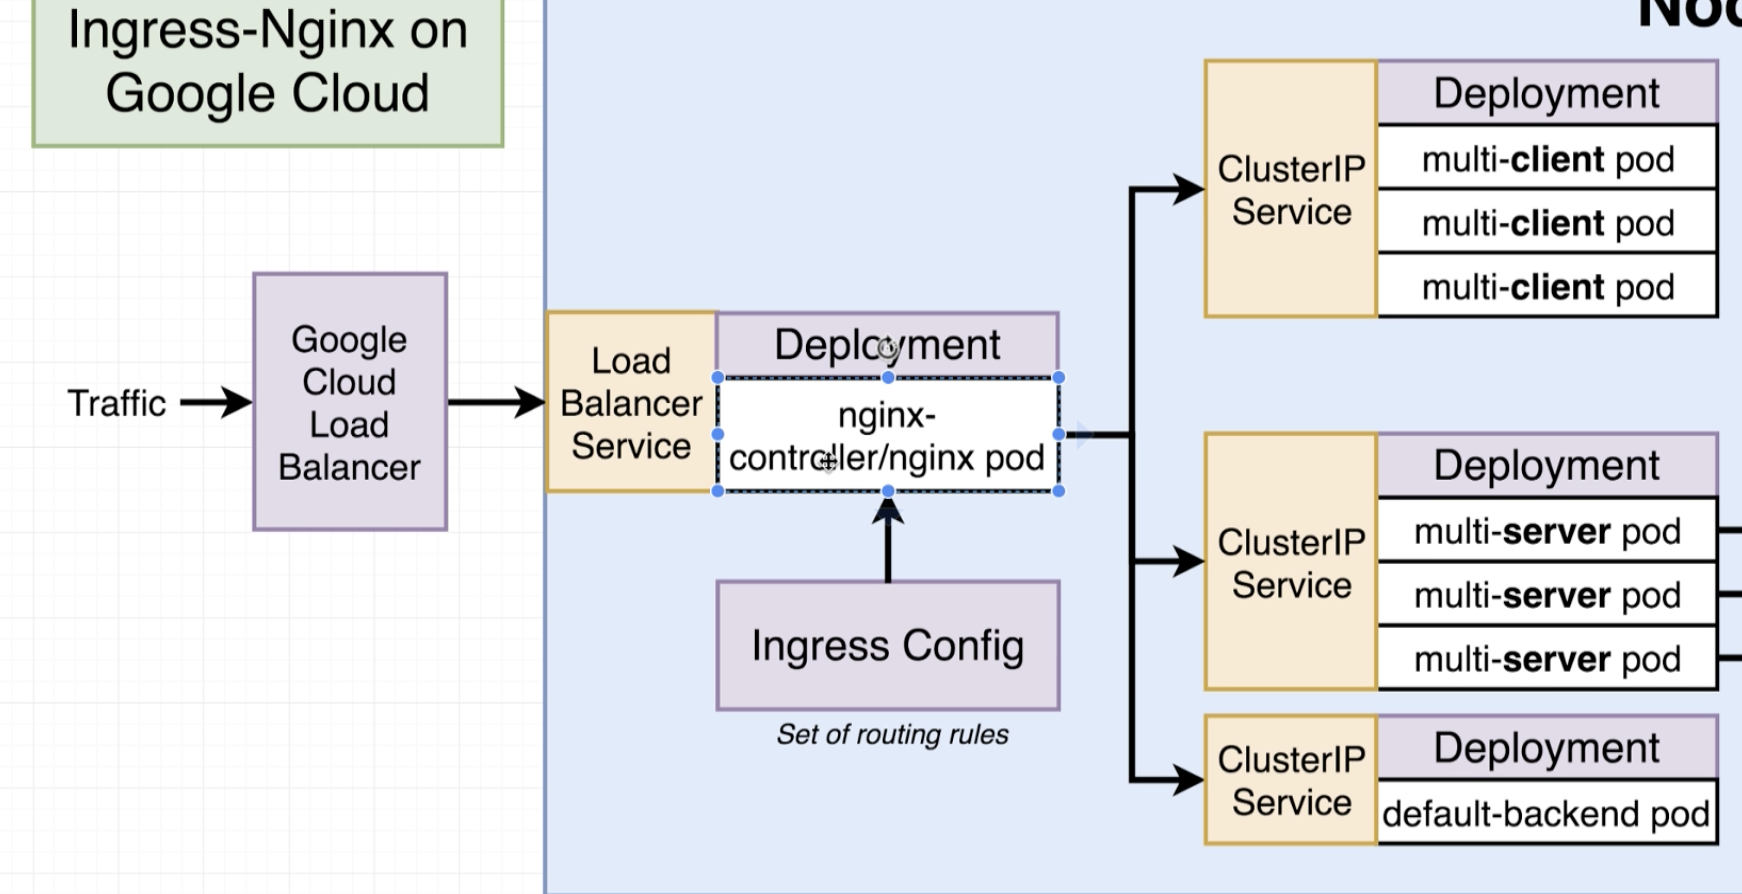 Ingress-Nginx on
Google Cloud
Traffic
Google
Cloud
Load
Balancer
Load
Balancer
Service
Deployment
nginx-
controller/nginx pod
Ingress Config
Set of routing rules
ClusterIP
Service
Deployment
multi-client pod
multi-client pod
multi-client pod
ClusterIP
Service
Deployment
multi-server pod
multi-server pod
multi-server pod
ClusterIP
Service
Deployment
default-backend pod